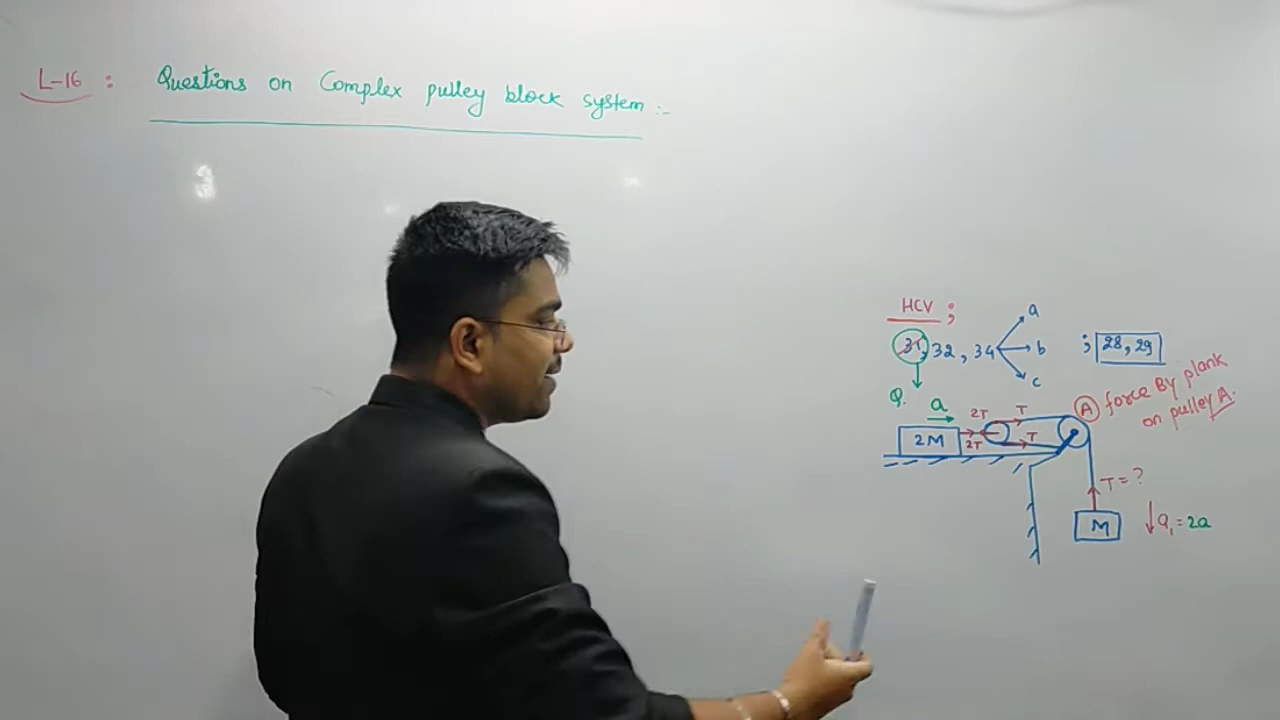 L-16 : Questions on Complex pulley block system :-
HCV ;
31, 32, 34 a b c ; 28, 29
Q.
A force By plank
on pulley A.
a
2T T
2M 2T T
T = ?
M a₁ = 2a